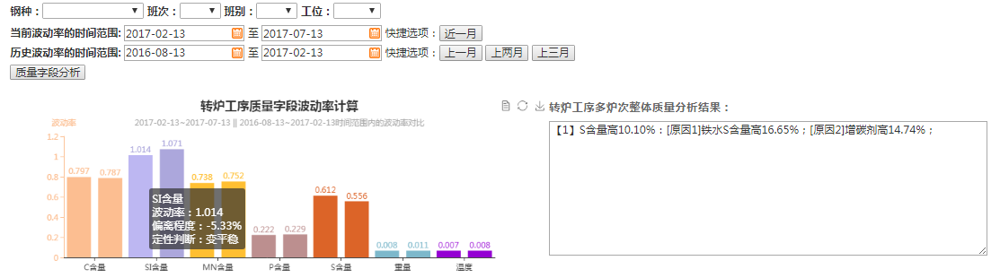 钢种： 班次： 班别： 工位：
当前波动率的时间范围: 2017-02-13 至 2017-07-13 快捷选项： 近一月
历史波动率的时间范围: 2016-08-13 至 2017-02-13 快捷选项： 上一月 上两月 上三月
质量字段分析
转炉工序质量字段波动率计算
波动率 2017-02-13~2017-07-13 || 2016-08-13~2017-02-13时间范围内的波动率对比
1.2
1
0.8
0.6
0.4
0.2
0
0.797 0.787 1.014 1.071 0.738 0.752 0.222 0.229 0.612 0.556 0.008 0.011 0.007 0.008
SI含量
波动率：1.014
偏离程度：-5.33%
定性判断：变平稳
C含量 SI含量 MN含量 P含量 S含量 重量 温度
转炉工序多炉次整体质量分析结果：
【1】S含量高10.10%：[原因1]铁水S含量高16.65%；[原因2]增碳剂高14.74%；